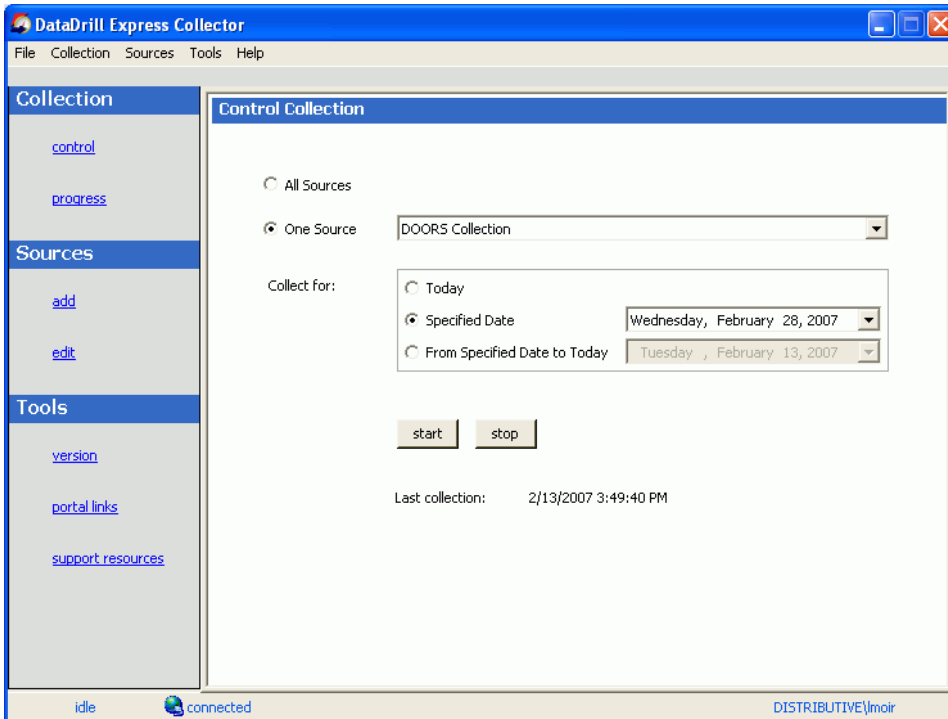 DataDrill Express Collector
File Collection Sources Tools Help
Collection
control
progress
Sources
add
edit
Tools
version
portal links
support resources
Control Collection
All Sources
One Source DOORS Collection
Collect for:
Today
Specified Date Wednesday, February 28, 2007
From Specified Date to Today Tuesday , February 13, 2007
start stop
Last collection: 2/13/2007 3:49:40 PM
idle connected DISTRIBUTIVE\lmoir